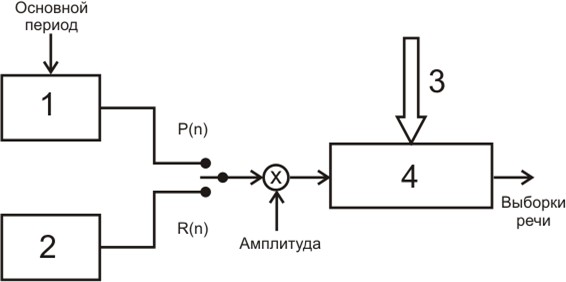 Основной
период
1
3
P(n)
4
X
2
R(n)
Амплитуда
Выборки
речи